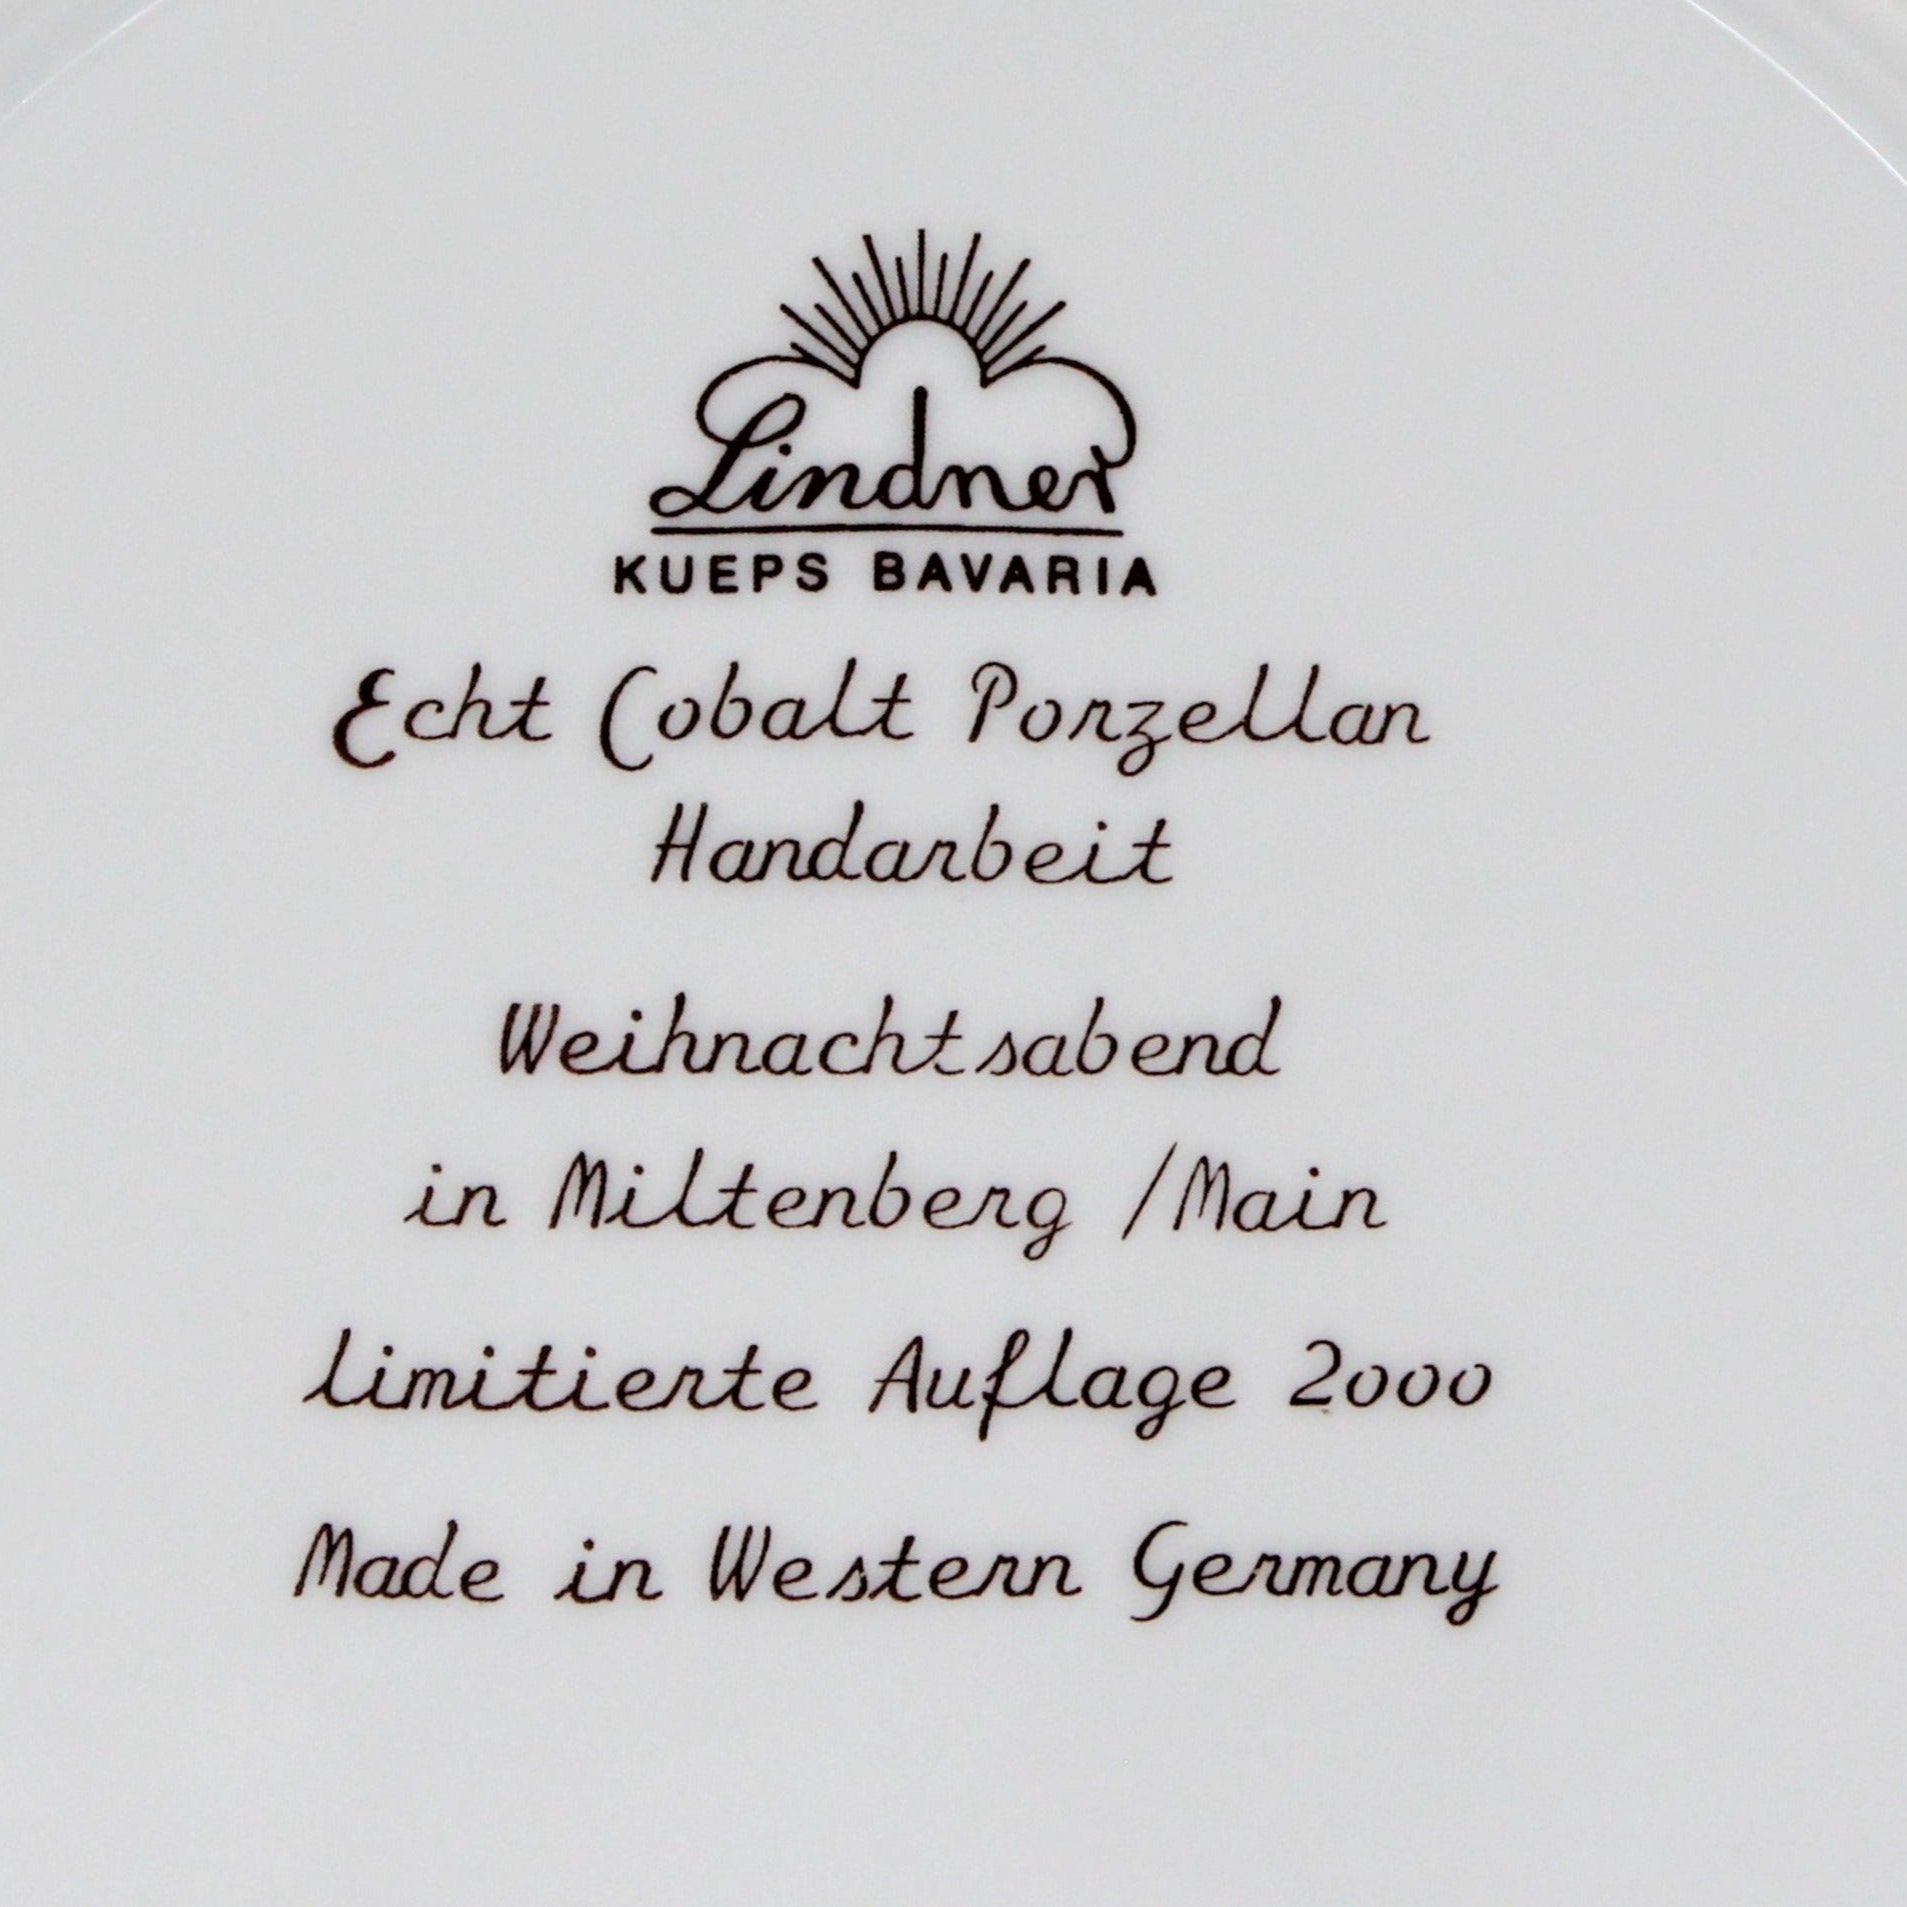 Lindner
KUEPS BAVARIA
Echt Cobalt Porzellan
Handarbeit
Weihnachtsabend
in Miltenberg /Main
limitierte Auflage 2000
Made in Western Germany